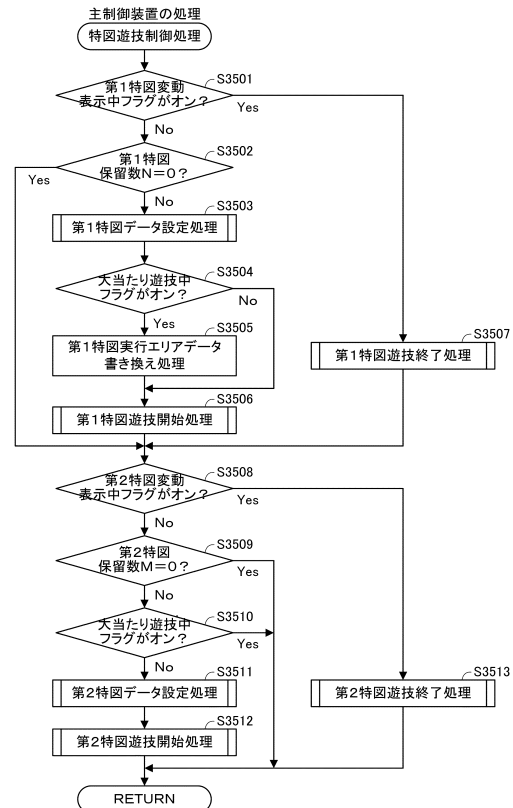 主制御装置の処理
特図遊技制御処理
S3501
第1特図変動
表示中フラグがオン?
Yes
No
S3502
第1特図
保留数N=0?
Yes
No
S3503
第1特図データ設定処理
S3504
大当たり遊技中
フラグがオン?
No
Yes
S3505
第1特図実行エリアデータ
書き換え処理
S3507
第1特図遊技終了処理
S3506
第1特図遊技開始処理
S3508
第2特図変動
表示中フラグがオン?
Yes
No
S3509
第2特図
保留数M=0?
Yes
No
S3510
大当たり遊技中
フラグがオン?
Yes
No
S3511
第2特図データ設定処理
S3513
第2特図遊技終了処理
S3512
第2特図遊技開始処理
RETURN